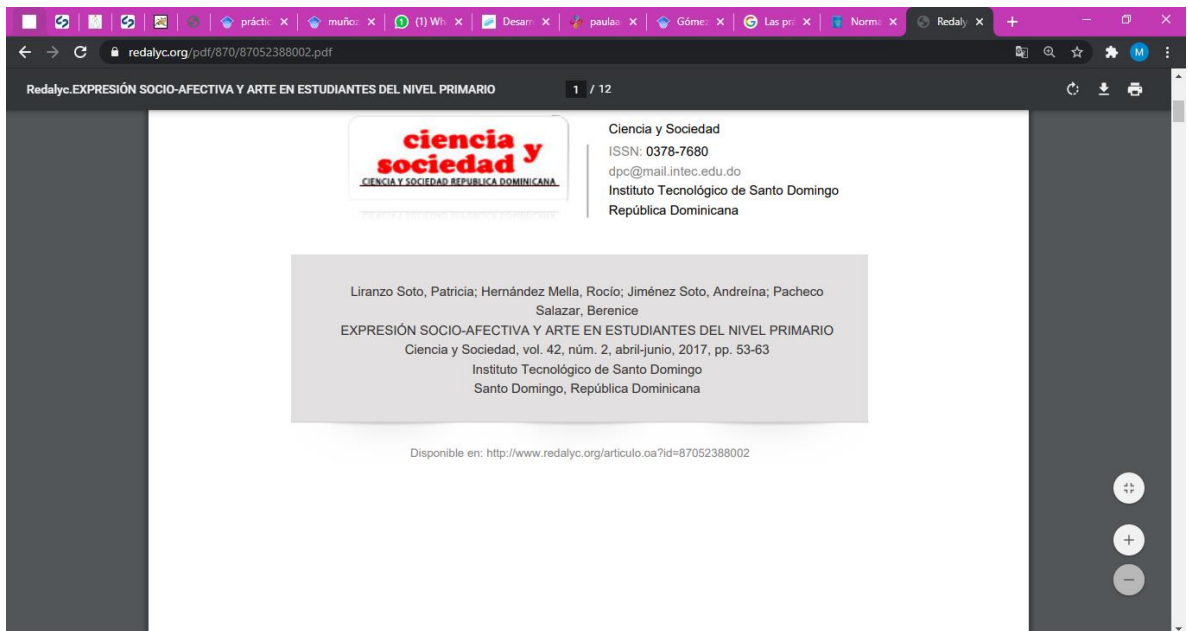 práctic
muñoz
(1) Wh
Desarr
paulaa
Gómez
Las prá
Norma
Redaly
redalyc.org/pdf/870/87052388002.pdf
M
Redalyc.EXPRESIÓN SOCIO-AFECTIVA Y ARTE EN ESTUDIANTES DEL NIVEL PRIMARIO
1 / 12
ciencia y
sociedad
CIENCIA Y SOCIEDAD REPUBLICA DOMINICANA
Ciencia y Sociedad
ISSN: 0378-7680
dpc@mail.intec.edu.do
Instituto Tecnológico de Santo Domingo
República Dominicana
Liranzo Soto, Patricia; Hernández Mella, Rocío; Jiménez Soto, Andreína; Pacheco
Salazar, Berenice
EXPRESIÓN SOCIO-AFECTIVA Y ARTE EN ESTUDIANTES DEL NIVEL PRIMARIO
Ciencia y Sociedad, vol. 42, núm. 2, abril-junio, 2017, pp. 53-63
Instituto Tecnológico de Santo Domingo
Santo Domingo, República Dominicana
Disponible en: http://www.redalyc.org/articulo.oa?id=87052388002